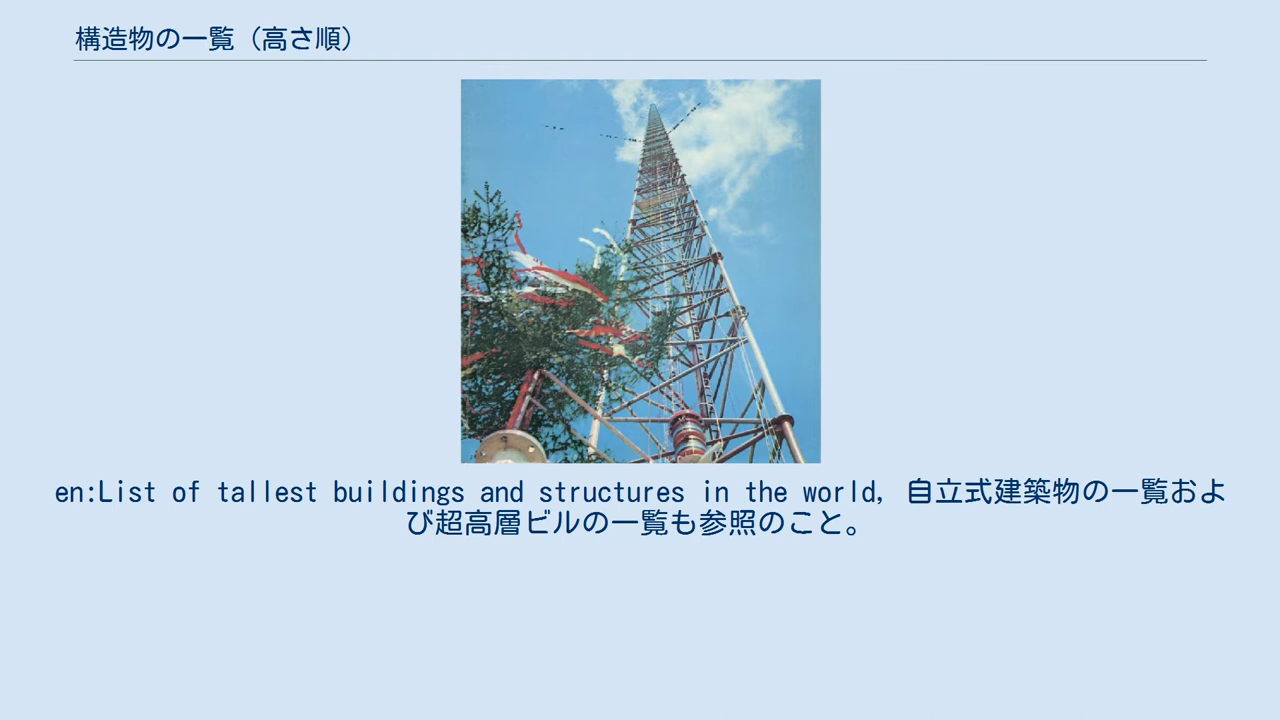 構造物の一覧（高さ順）
en:List of tallest buildings and structures in the world, 自立式建築物の一覧およ
び超高層ビルの一覧も参照のこと。